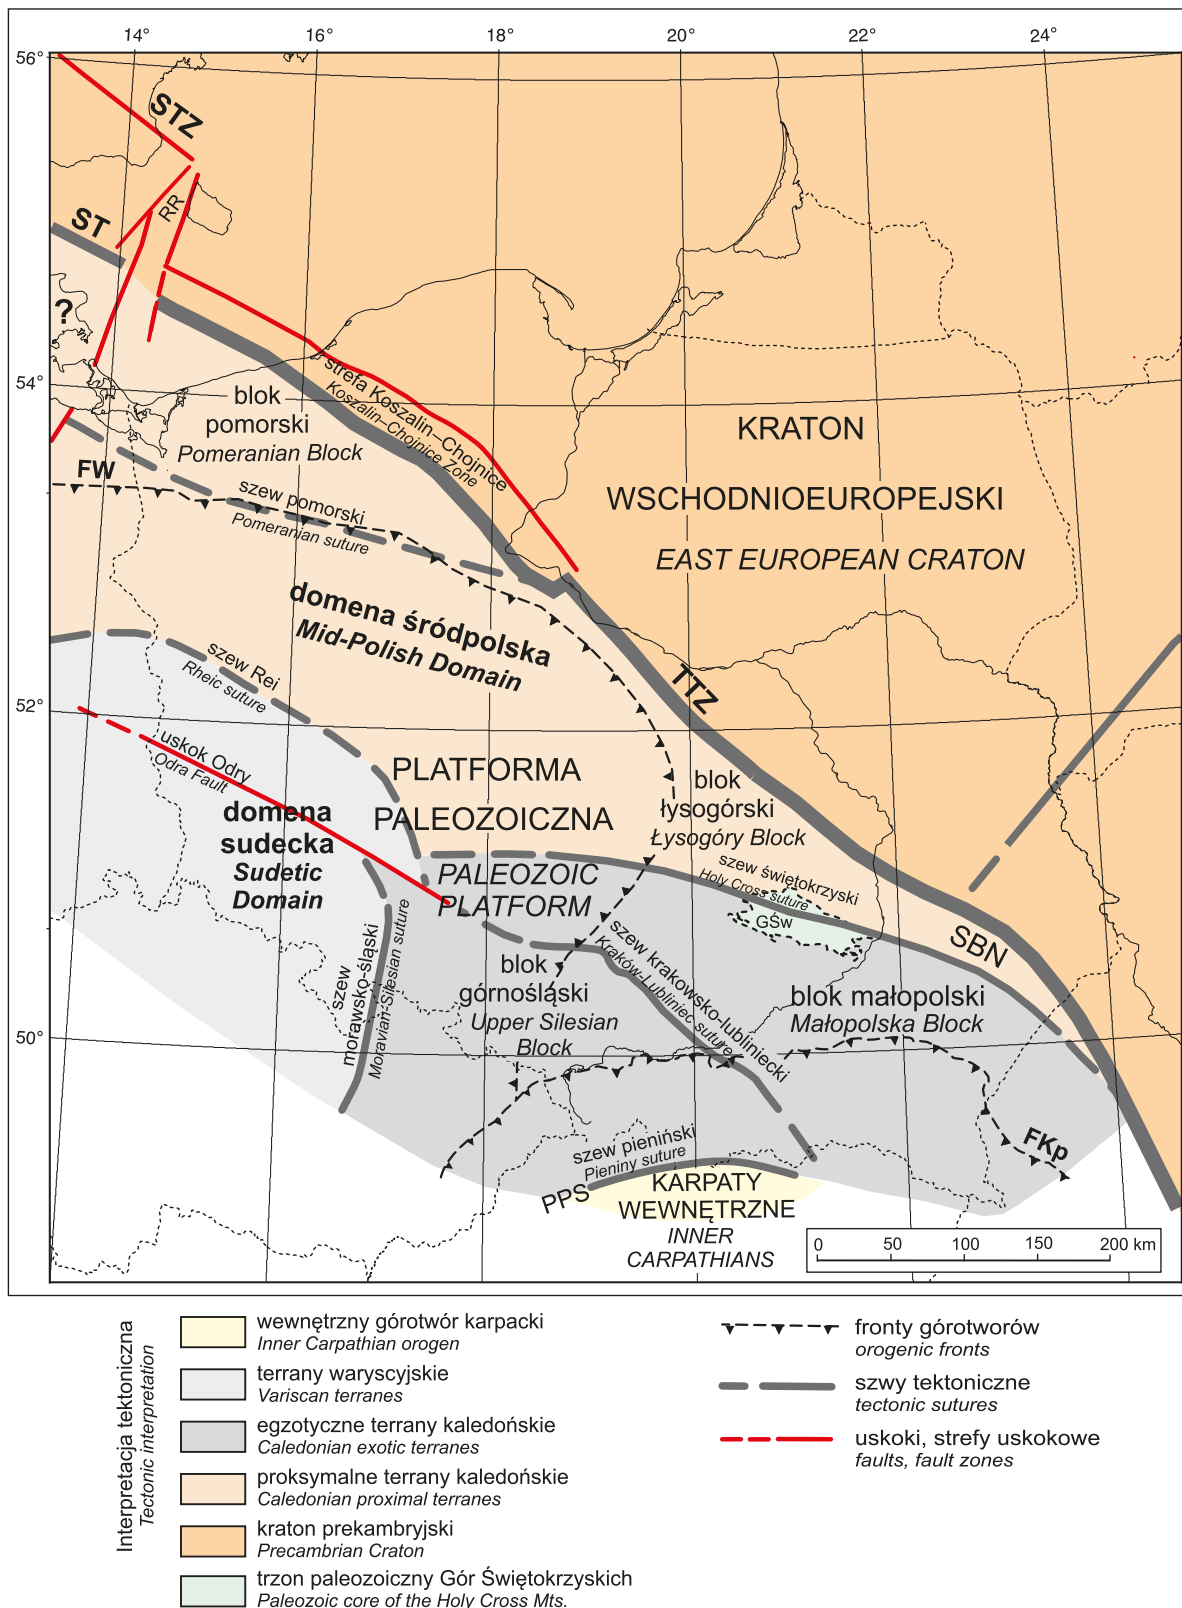 14°
16°
18°
20°
22°
24°
56°
54°
52°
50°
STZ
RR
ST
?
strefa Koszalin–Chojnice
Koszalin–Chojnice Zone
blok
pomorski
Pomeranian Block
FW
szew pomorski
Pomeranian suture
KRATON
WSCHODNIOEUROPEJSKI
EAST EUROPEAN CRATON
domena śródpolska
Mid-Polish Domain
szew Rei
Rheic suture
TTZ
uskok Odry
Odra Fault
PLATFORMA
PALEOZOICZNA
PALEOZOIC
PLATFORM
blok
łysogórski
Łysogóry Block
domena
sudecka
Sudetic
Domain
szew świętokrzyski
Holy Cross suture
GŚw
SBN
szew
morawsko-śląski
Moravian-Silesian suture
szew krakowsko-lubliniecki
Kraków-Lubliniec suture
blok
górnośląski
Upper Silesian
Block
blok małopolski
Małopolska Block
FKp
szew pieniński
Pieniny suture
PPS
KARPATY
WEWNĘTRZNE
INNER
CARPATHIANS
0 50 100 150 200 km
Interpretacja tektoniczna
Tectonic interpretation
wewnętrzny górotwór karpacki
Inner Carpathian orogen
terrany waryscyjskie
Variscan terranes
egzotyczne terrany kaledońskie
Caledonian exotic terranes
proksymalne terrany kaledońskie
Caledonian proximal terranes
kraton prekambryjski
Precambrian Craton
trzon paleozoiczny Gór Świętokrzyskich
Paleozoic core of the Holy Cross Mts.
fronty górotworów
orogenic fronts
szwy tektoniczne
tectonic sutures
uskoki, strefy uskokowe
faults, fault zones